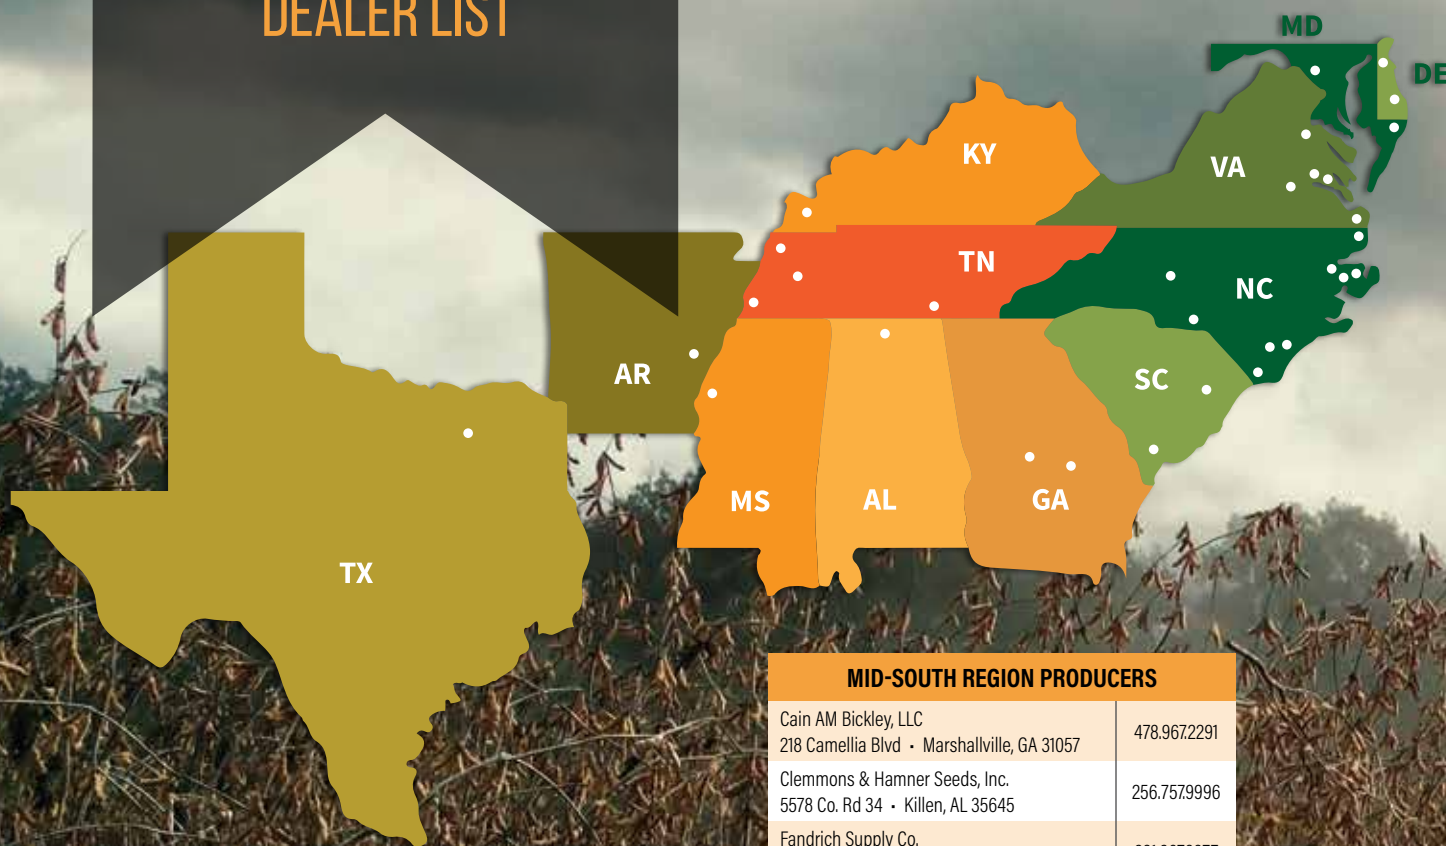 DEALER LIST
MD
DE
KY
VA
TN
NC
AR
SC
MS
AL
GA
TX
MID-SOUTH REGION PRODUCERS
Cain AM Bickley, LLC
218 Camellia Blvd • Marshallville, GA 31057
478.967.2291
Clemmons & Hamner Seeds, Inc.
5578 Co. Rd 34 • Killen, AL 35645
256.757.9996
Fandrich Supply Co.